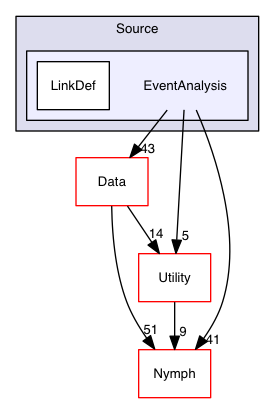 Source
LinkDef
EventAnalysis
43
Data
14
5
Utility
51
9
41
Nymph